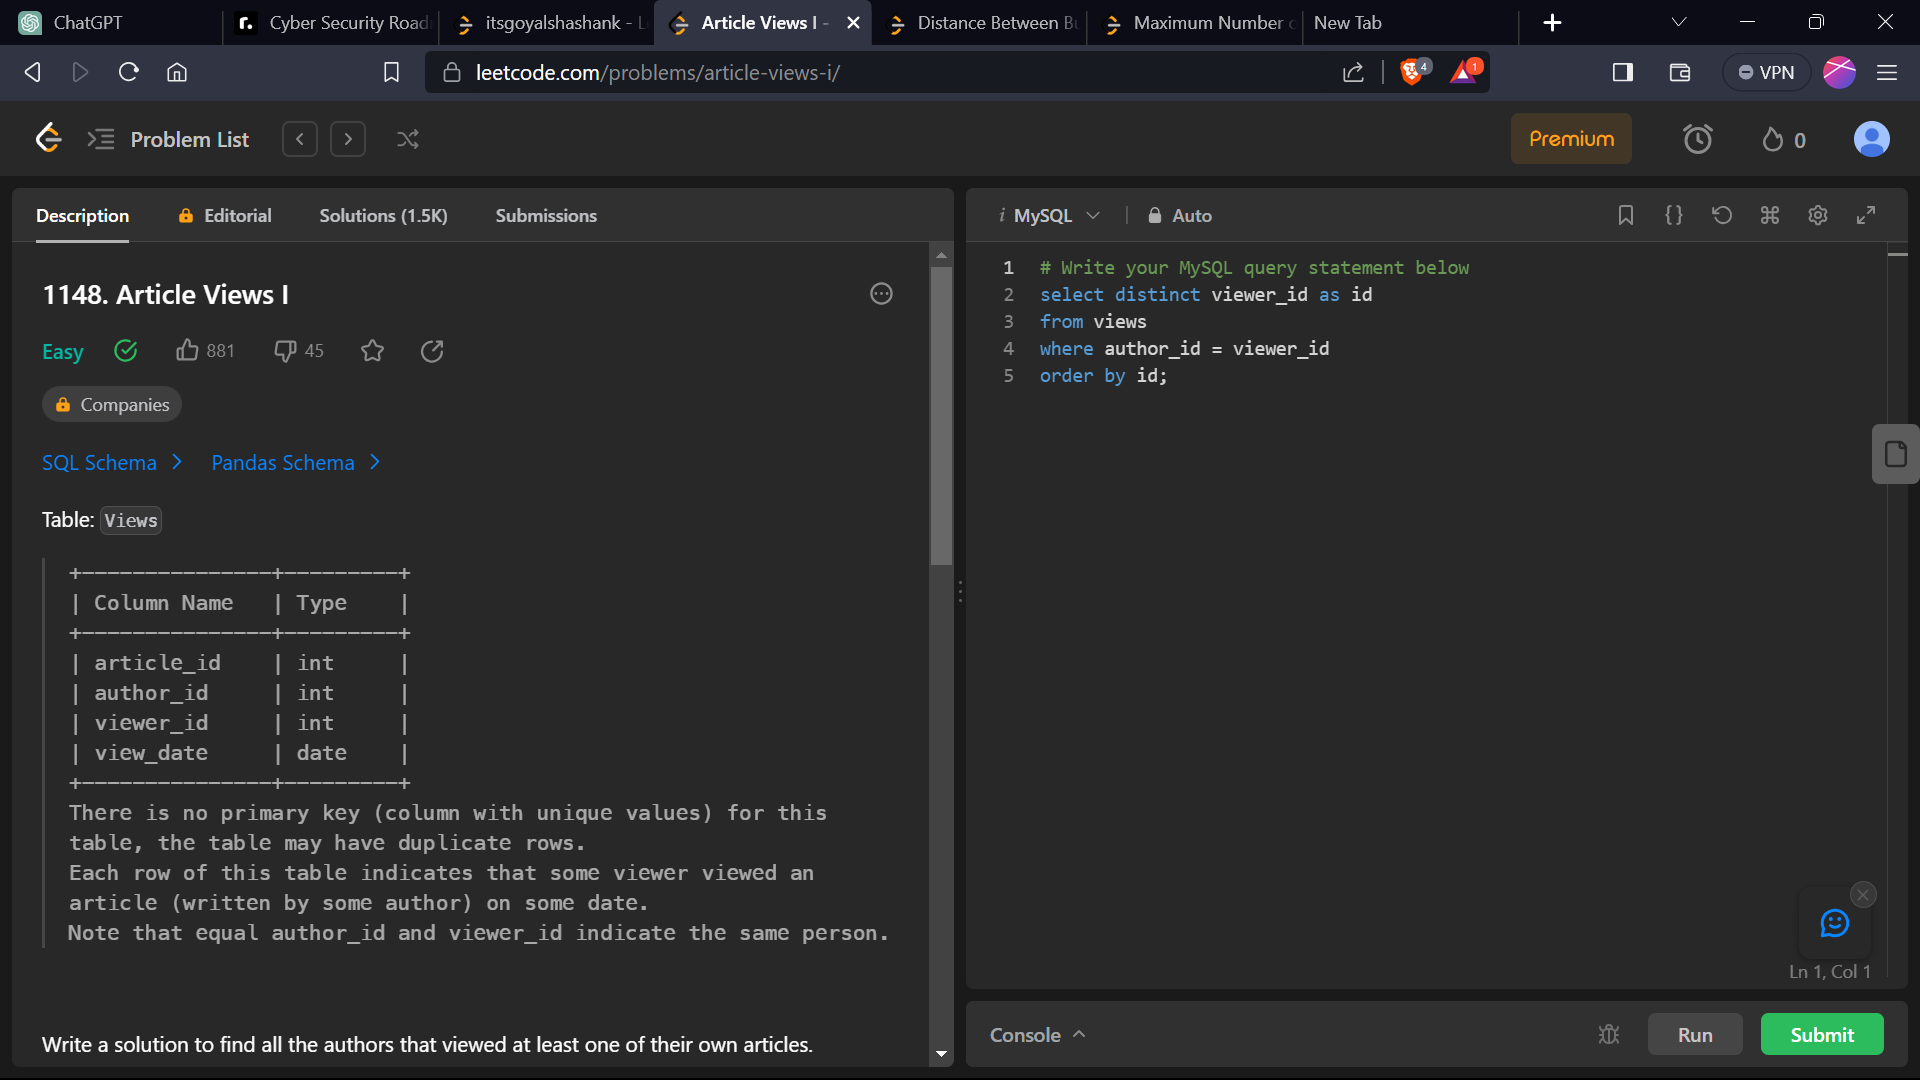 ChatGPT
Cyber Security Road
itsgoyalshashank - L
Article Views I -
Distance Between Bu
Maximum Number o
New Tab
leetcode.com/problems/article-views-i/
4
1
VPN
Problem List
Premium
0
Description
Editorial
Solutions (1.5K)
Submissions
1148. Article Views I
Easy
881
45
Companies
SQL Schema
Pandas Schema
Table: Views
+---------------+---------+
| Column Name   | Type    |
+---------------+---------+
| article_id    | int     |
| author_id     | int     |
| viewer_id     | int     |
| view_date     | date    |
+---------------+---------+
There is no primary key (column with unique values) for this
table, the table may have duplicate rows.
Each row of this table indicates that some viewer viewed an
article (written by some author) on some date.
Note that equal author_id and viewer_id indicate the same person.
Write a solution to find all the authors that viewed at least one of their own articles.
i MySQL
Auto
{}
1 # Write your MySQL query statement below
2 select distinct viewer_id as id
3 from views
4 where author_id = viewer_id
5 order by id;
Ln 1, Col 1
Console
Run
Submit